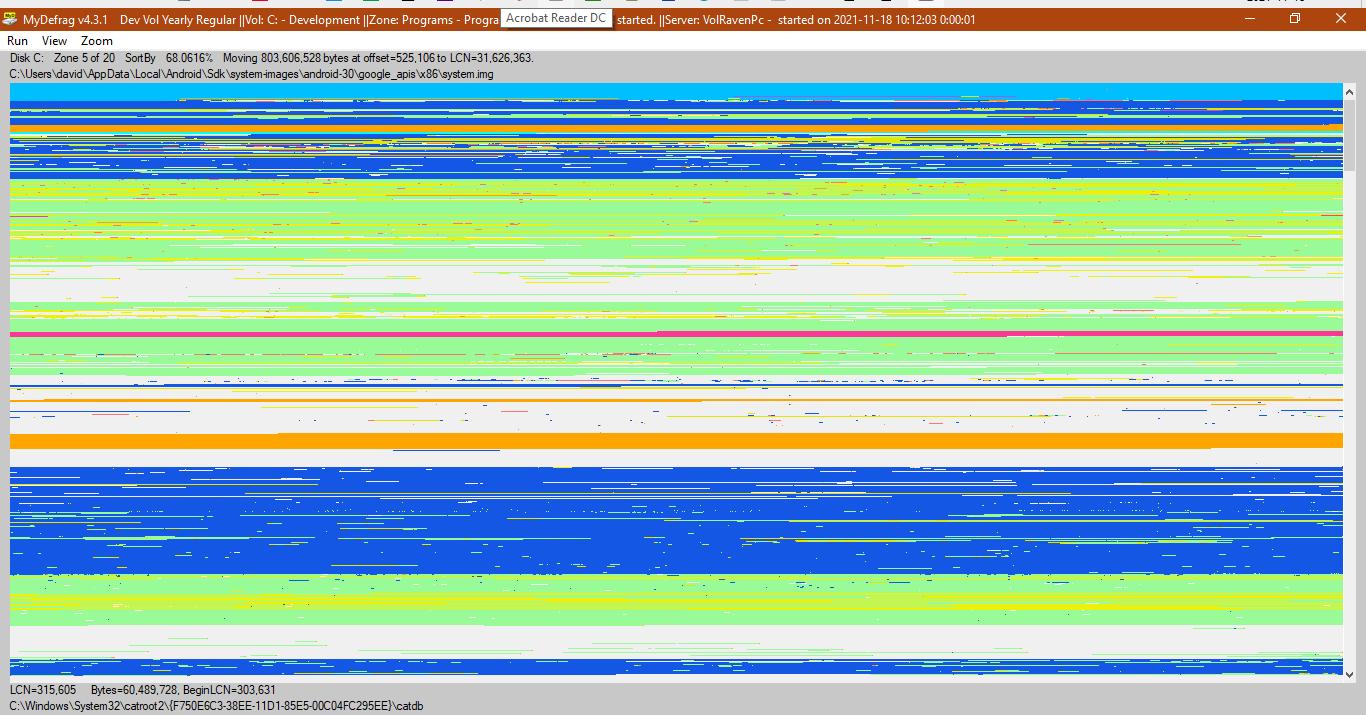 MyDefrag v4.3.1 Dev Vol Yearly Regular ||Vol: C: - Development ||Zone: Programs - Progra
Acrobat Reader DC
started. ||Server: VolRavenPc - started on 2021-11-18 10:12:03 0:00:01
Run View Zoom
Disk C: Zone 5 of 20 SortBy 68.0616% Moving 803,606,528 bytes at offset=525,106 to LCN=31,626,363.
C:\Users\david\AppData\Local\Android\Sdk\system-images\android-30\google_apis\x86\system.img
LCN=315,605 Bytes=60,489,728, BeginLCN=303,631
C:\Windows\System32\catroot2\{F750E6C3-38EE-11D1-85E5-00C04FC295EE}\catdb